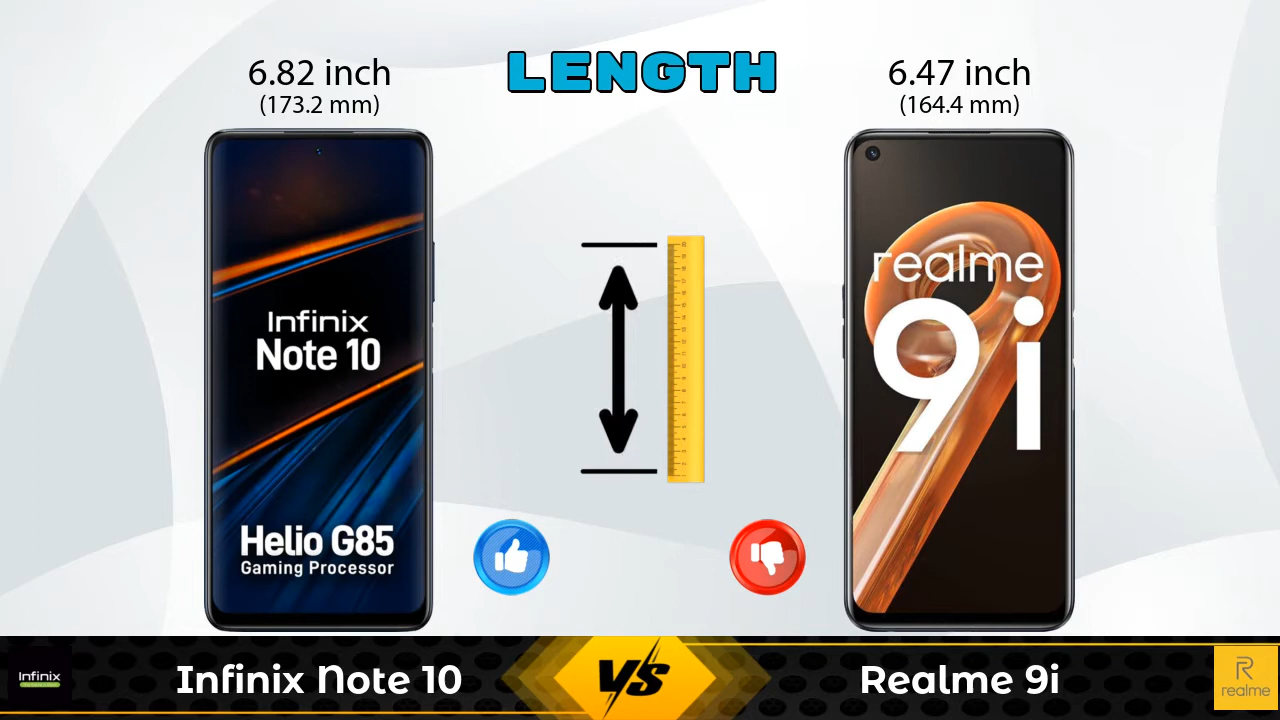 LENGTH
6.82 inch
(173.2 mm)
6.47 inch
(164.4 mm)
Infinix
Note 10
Helio G85
Gaming Processor
realme
9i
Infinix
Infinix Note 10
VS
Realme 9i
R
realme